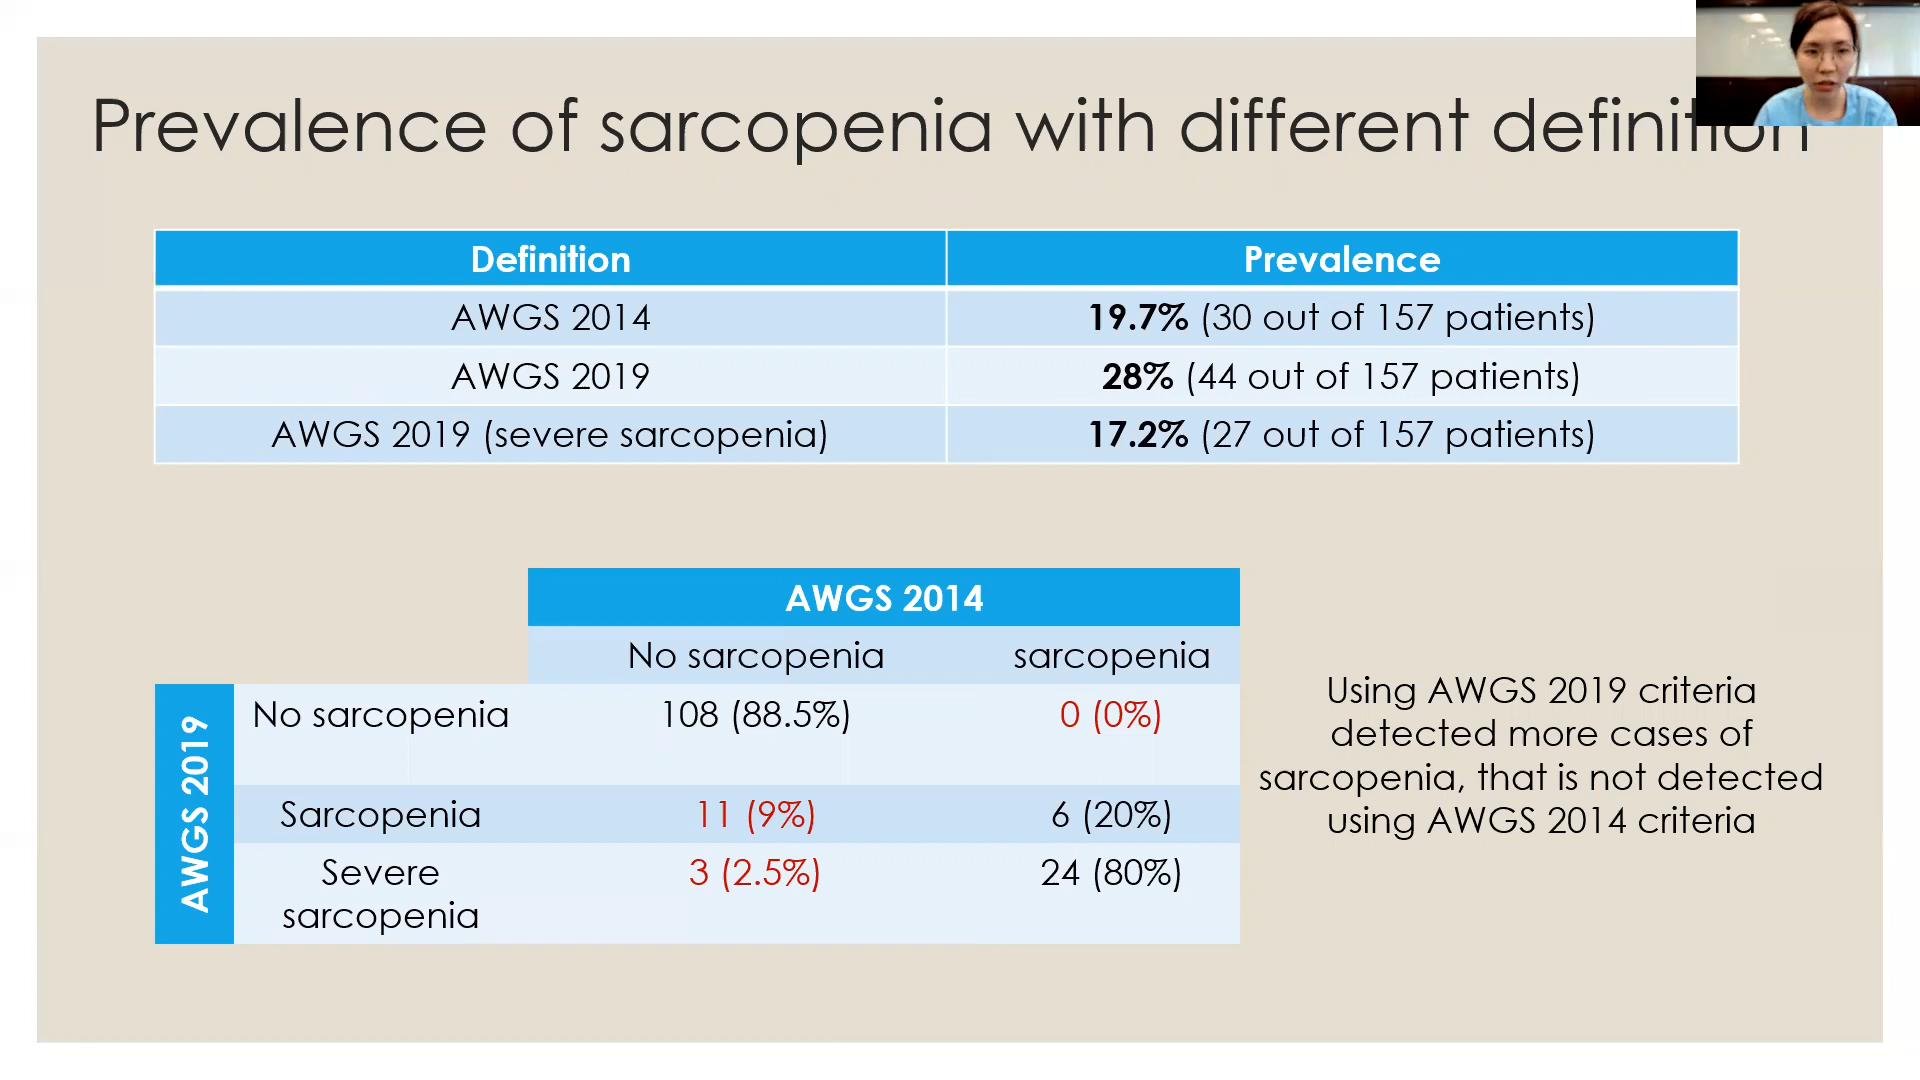 Prevalence of sarcopenia with different definition
Definition Prevalence
AWGS 2014 19.7% (30 out of 157 patients)
AWGS 2019 28% (44 out of 157 patients)
AWGS 2019 (severe sarcopenia) 17.2% (27 out of 157 patients)
AWGS 2014
No sarcopenia sarcopenia
AWGS 2019
No sarcopenia 108 (88.5%) 0 (0%)
Sarcopenia 11 (9%) 6 (20%)
Severe 3 (2.5%) 24 (80%)
sarcopenia
Using AWGS 2019 criteria
detected more cases of
sarcopenia, that is not detected
using AWGS 2014 criteria